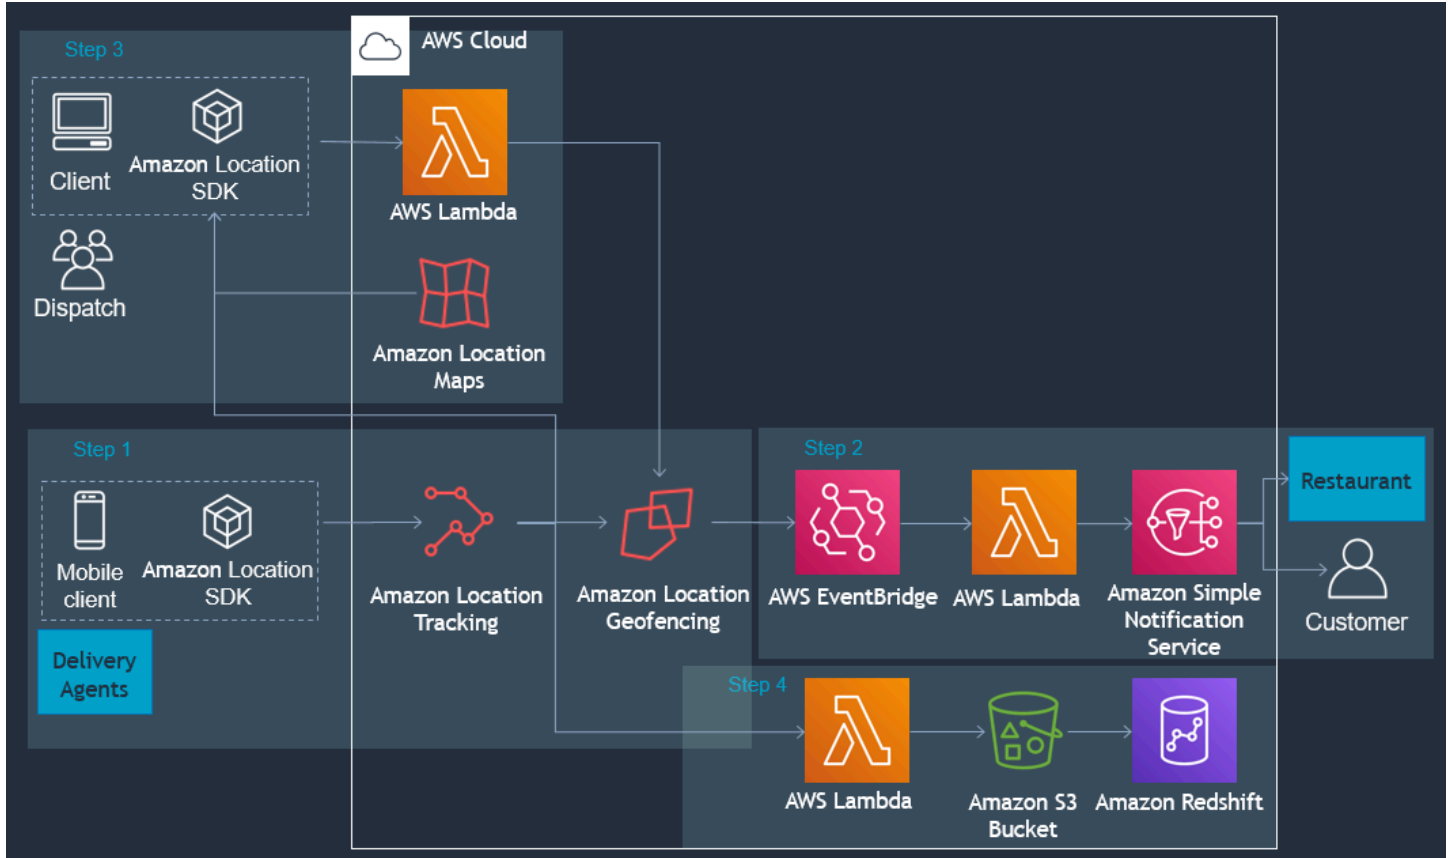 Step 3
AWS Cloud
Client
Amazon Location
SDK
AWS Lambda
Dispatch
Amazon Location
Maps
Step 1
Mobile
client
Amazon Location
SDK
Delivery
Agents
Amazon Location
Tracking
Amazon Location
Geofencing
Step 2
AWS EventBridge
AWS Lambda
Amazon Simple
Notification
Service
Restaurant
Customer
Step 4
AWS Lambda
Amazon S3
Bucket
Amazon Redshift